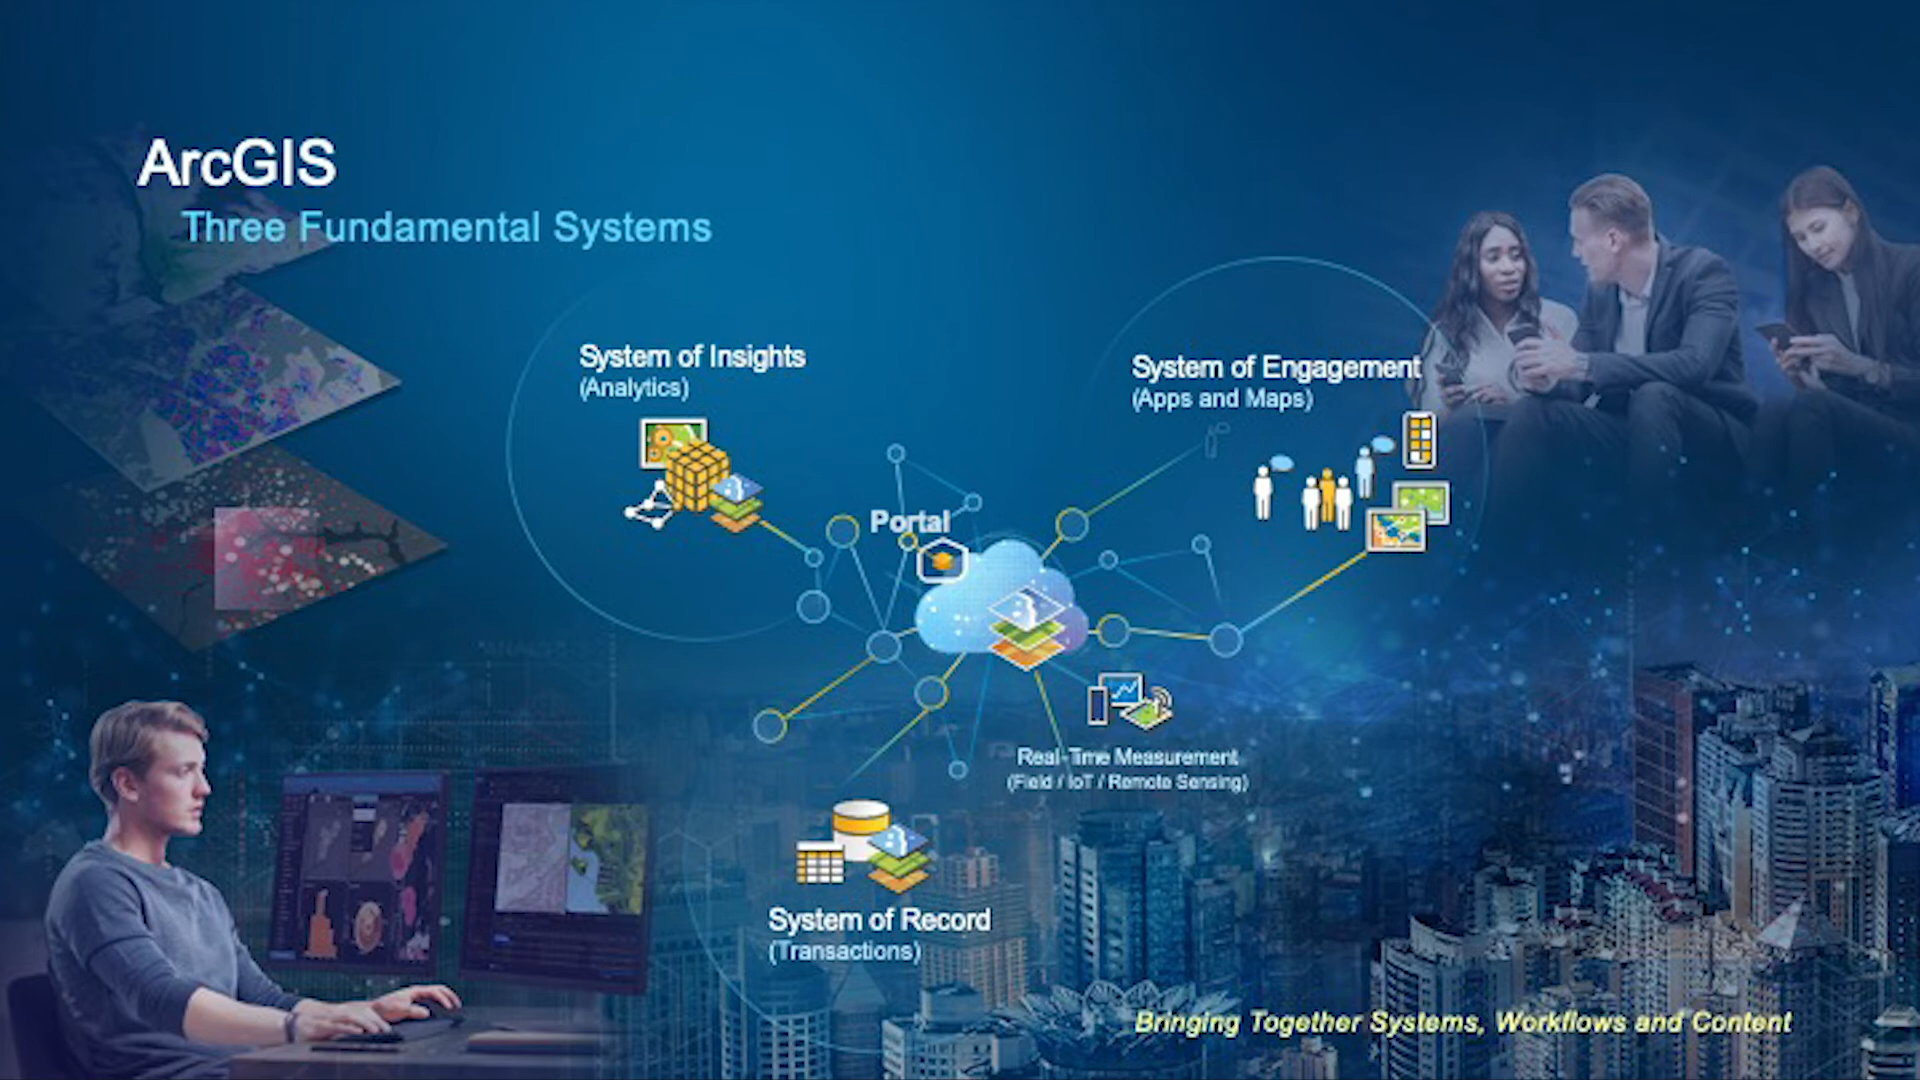 ArcGIS
Three Fundamental Systems
System of Insights
(Analytics)
System of Engagement
(Apps and Maps)
Portal
Real-Time Measurement
(Field / IoT / Remote Sensing)
System of Record
(Transactions)
Bringing Together Systems, Workflows and Content